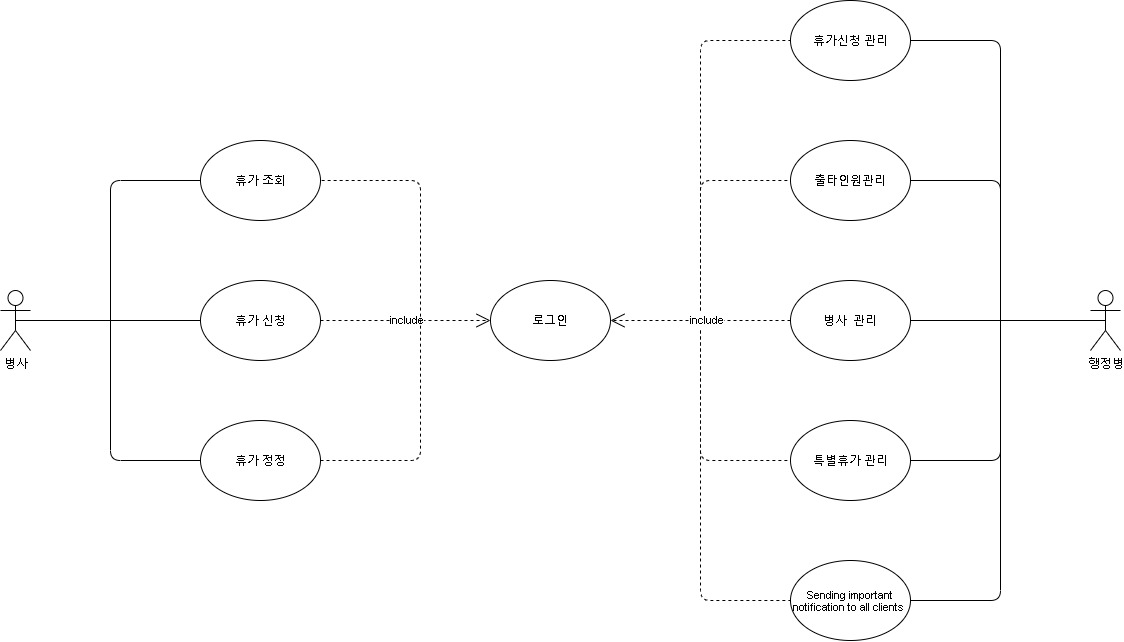 휴가신청 관리
휴가 조회
출타인원관리
휴가 신청
include
로그인
include
병사 관리
병사
행정병
휴가 정정
특별휴가 관리
Sending important
notification to all clients